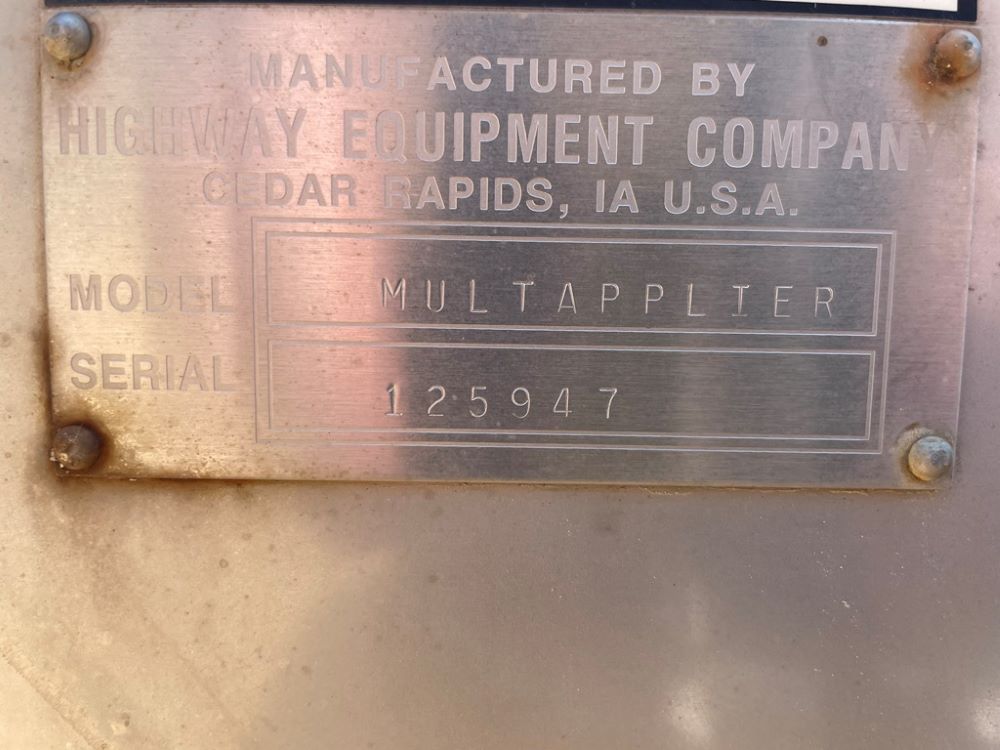 MANUFACTURED BY
HIGHWAY EQUIPMENT COMPANY
CEDAR RAPIDS, IA U.S.A.
MODEL MULTAPPLIER
SERIAL 125947